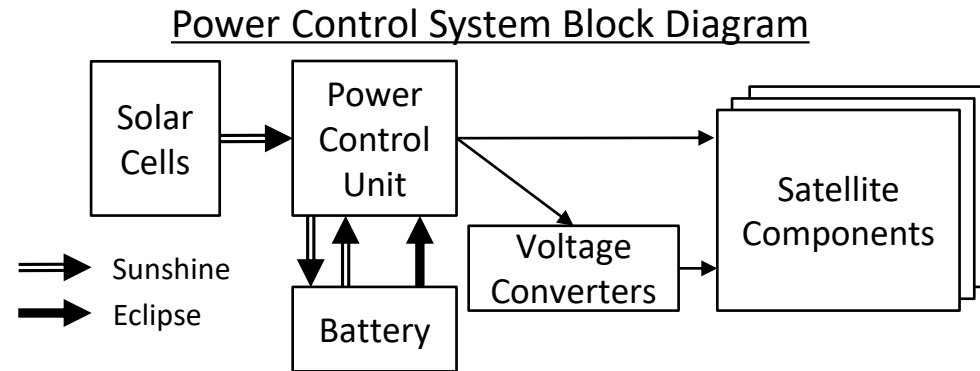 Power Control System Block Diagram
Solar
Cells
Power
Control
Unit
Satellite
Components
Voltage
Converters
Battery
Sunshine
Eclipse